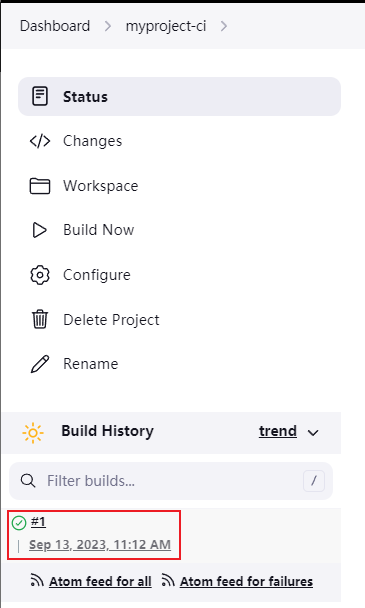 Dashboard > myproject-ci >
Status
Changes
Workspace
Build Now
Configure
Delete Project
Rename
Build History trend
Filter builds... /
#1
Sep 13, 2023, 11:12 AM
Atom feed for all Atom feed for failures